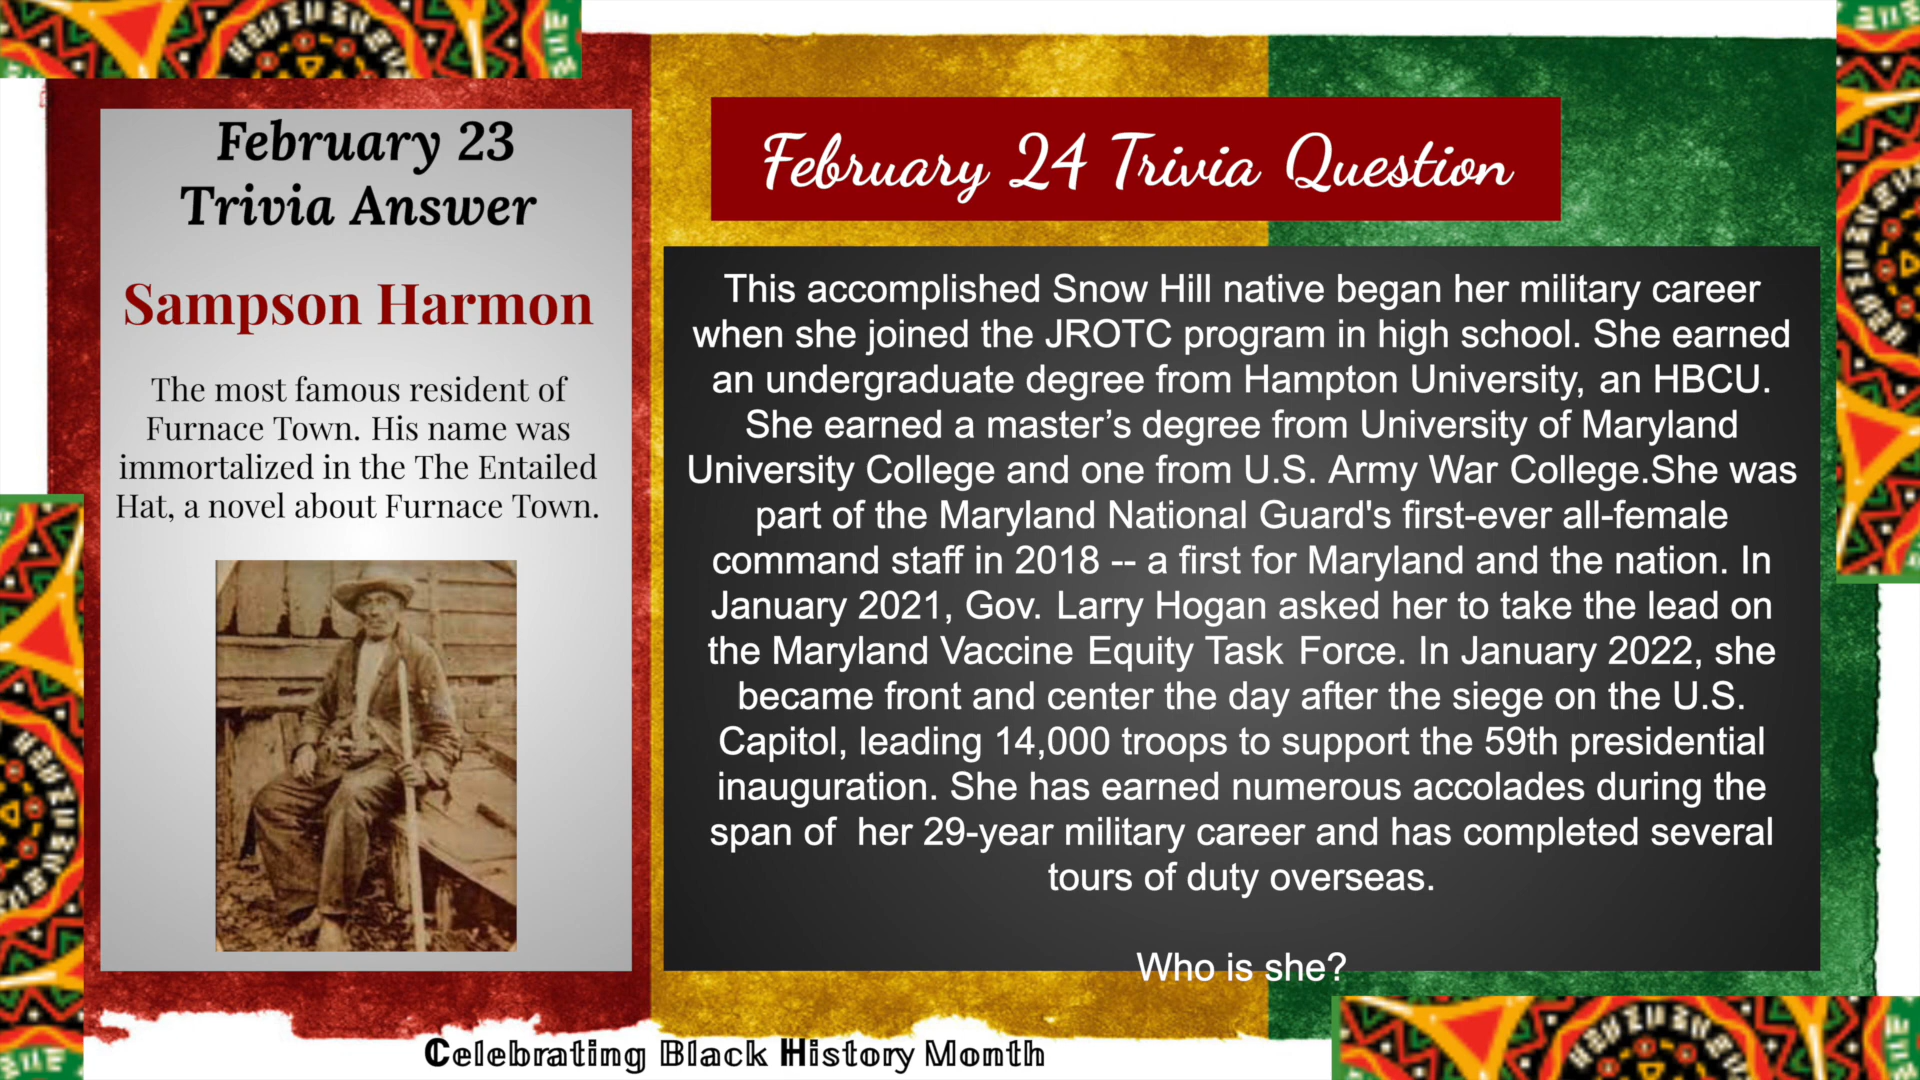 February 23
Trivia Answer
Sampson Harmon
The most famous resident of
Furnace Town. His name was
immortalized in the The Entailed
Hat, a novel about Furnace Town.
February 24 Trivia Question
This accomplished Snow Hill native began her military career
when she joined the JROTC program in high school. She earned
an undergraduate degree from Hampton University, an HBCU.
She earned a master’s degree from University of Maryland
University College and one from U.S. Army War College.She was
part of the Maryland National Guard's first-ever all-female
command staff in 2018 -- a first for Maryland and the nation. In
January 2021, Gov. Larry Hogan asked her to take the lead on
the Maryland Vaccine Equity Task Force. In January 2022, she
became front and center the day after the siege on the U.S.
Capitol, leading 14,000 troops to support the 59th presidential
inauguration. She has earned numerous accolades during the
span of  her 29-year military career and has completed several
tours of duty overseas.
Who is she?
Celebrating Black History Month